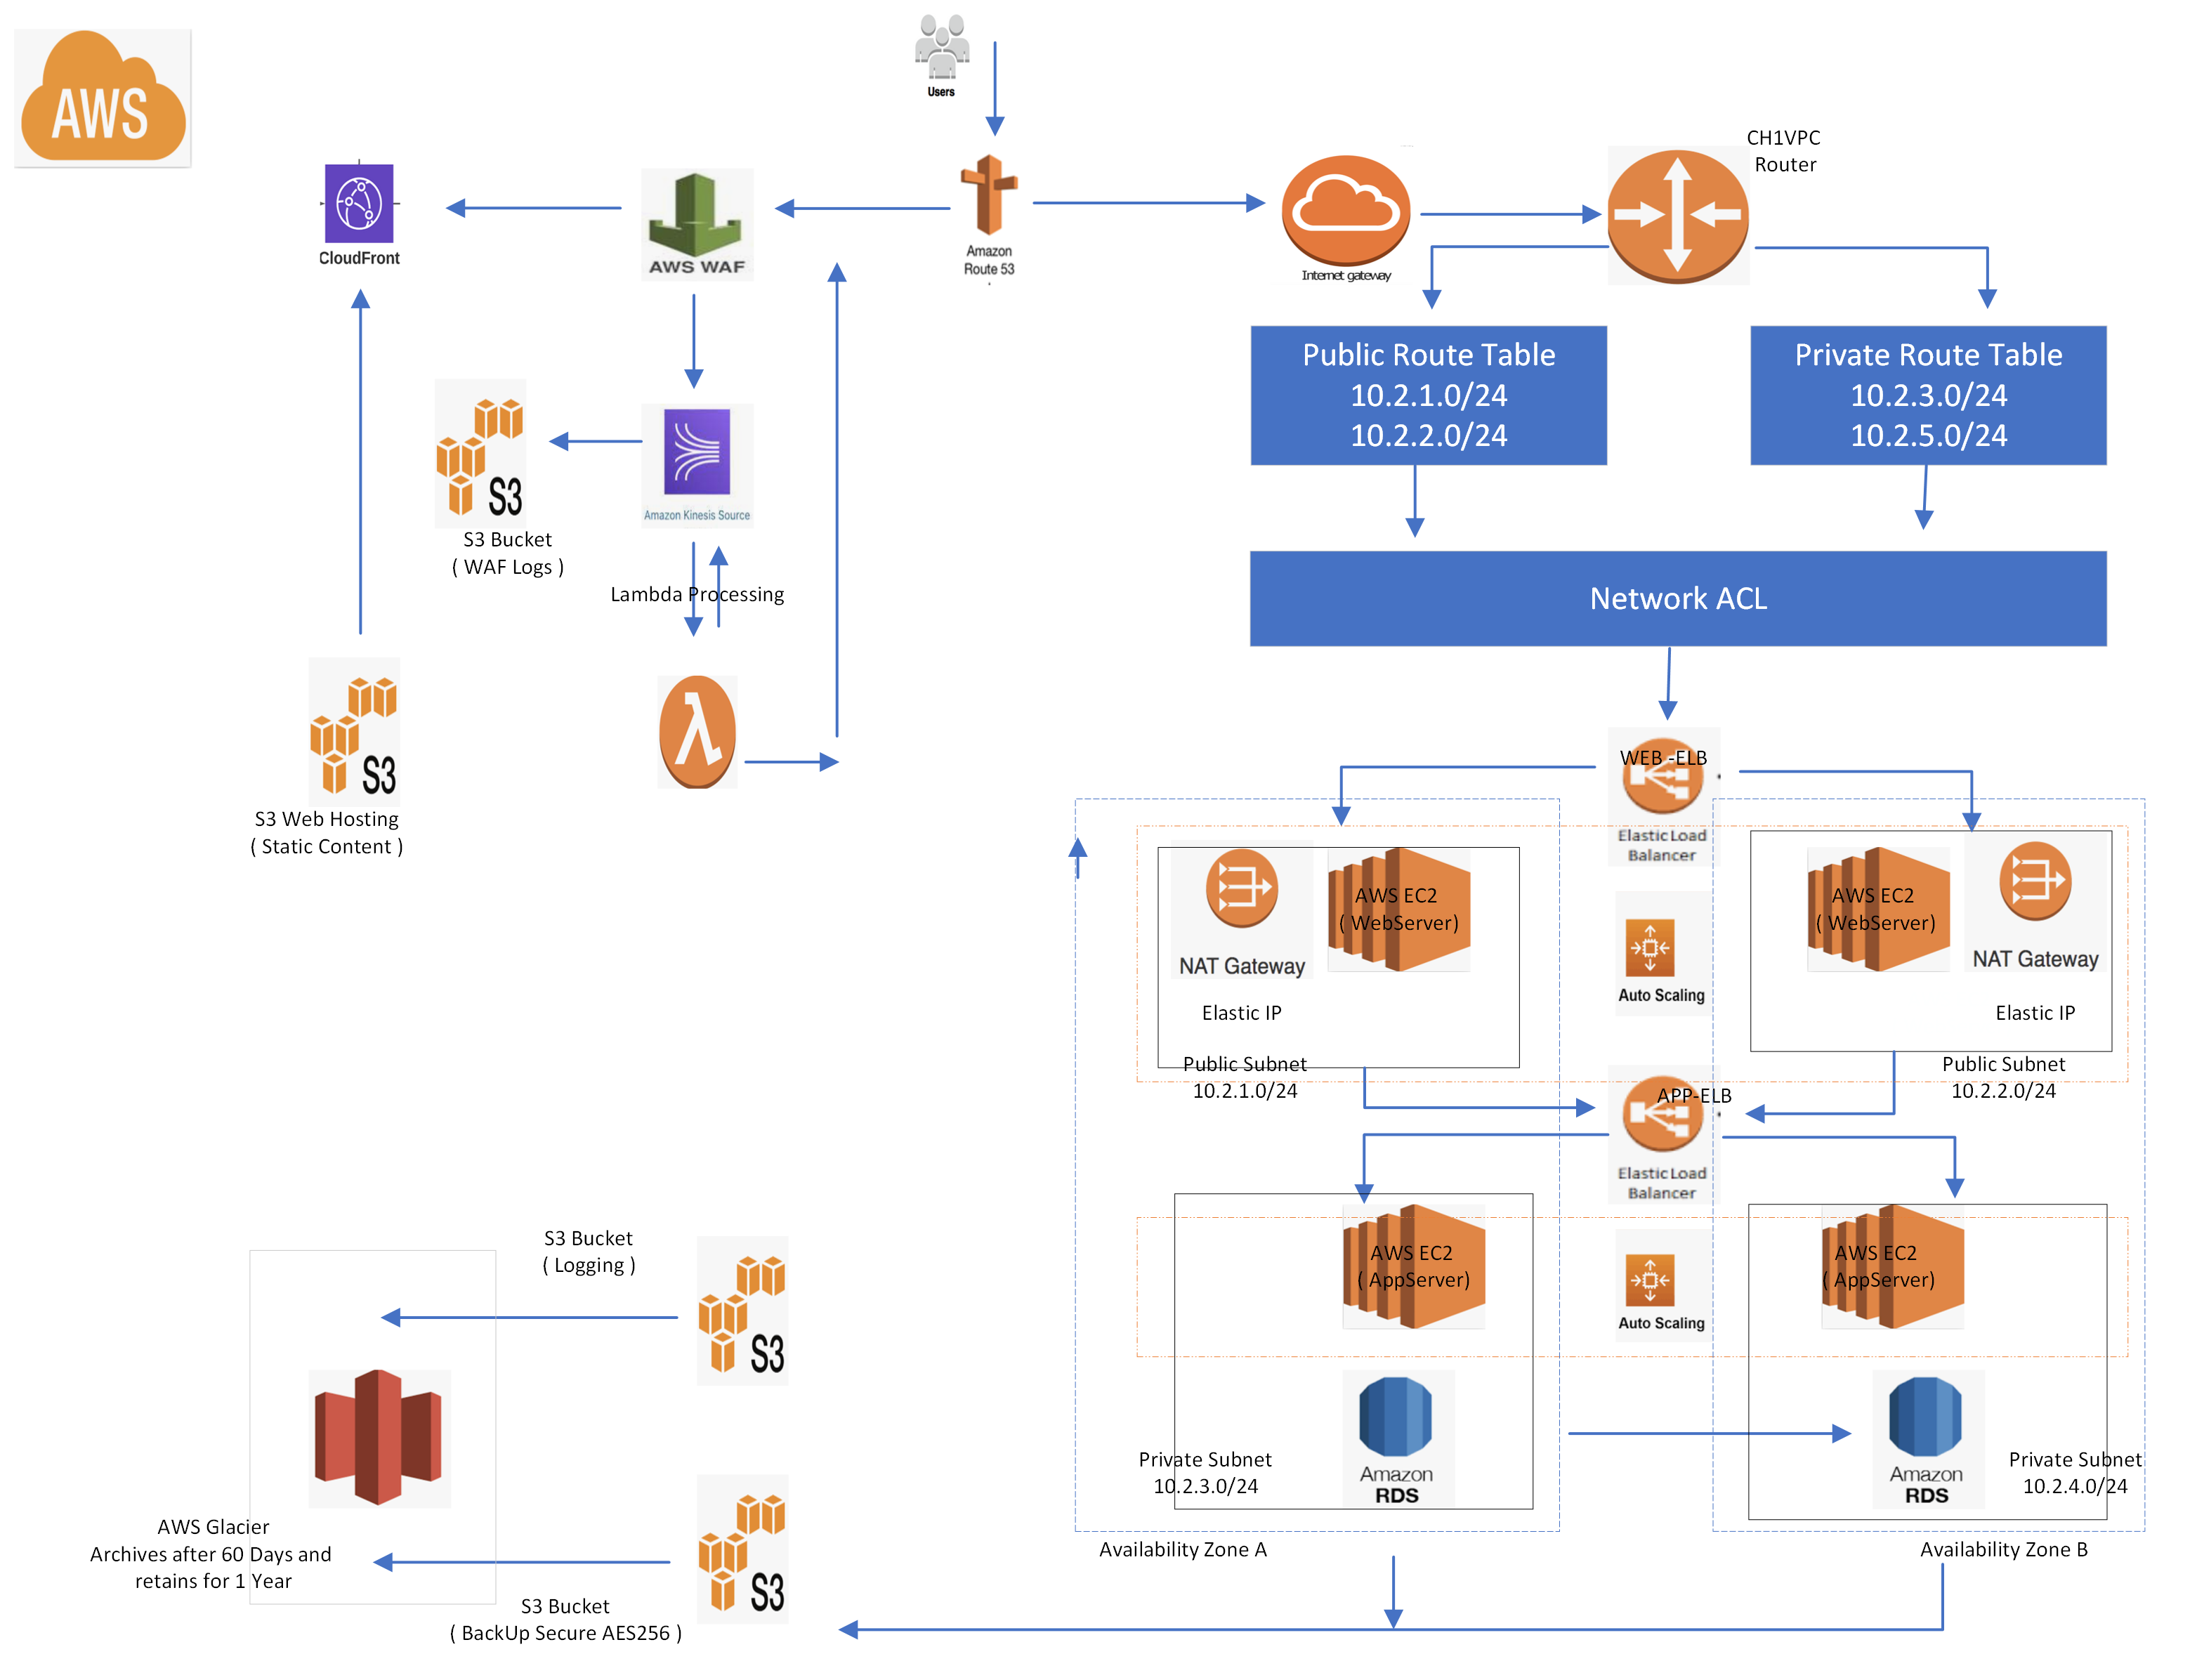 AWS
Users
CH1VPC
Router
CloudFront
AWS WAF
Amazon
Route 53
Internet gateway
Public Route Table
10.2.1.0/24
10.2.2.0/24
Private Route Table
10.2.3.0/24
10.2.5.0/24
S3
S3 Bucket
( WAF Logs )
Amazon Kinesis Source
Lambda Processing
Network ACL
λ
S3
S3 Web Hosting
( Static Content )
WEB -ELB
Elastic Load
Balancer
NAT Gateway
AWS EC2
( WebServer)
Elastic IP
Public Subnet
10.2.1.0/24
Auto Scaling
AWS EC2
( WebServer)
NAT Gateway
Elastic IP
Public Subnet
10.2.2.0/24
APP-ELB
Elastic Load
Balancer
AWS EC2
( AppServer)
Auto Scaling
AWS EC2
( AppServer)
Amazon
RDS
Private Subnet
10.2.3.0/24
Amazon
RDS
Private Subnet
10.2.4.0/24
Availability Zone A
Availability Zone B
S3 Bucket
( Logging )
S3
AWS Glacier
Archives after 60 Days and
retains for 1 Year
S3
S3 Bucket
( BackUp Secure AES256 )